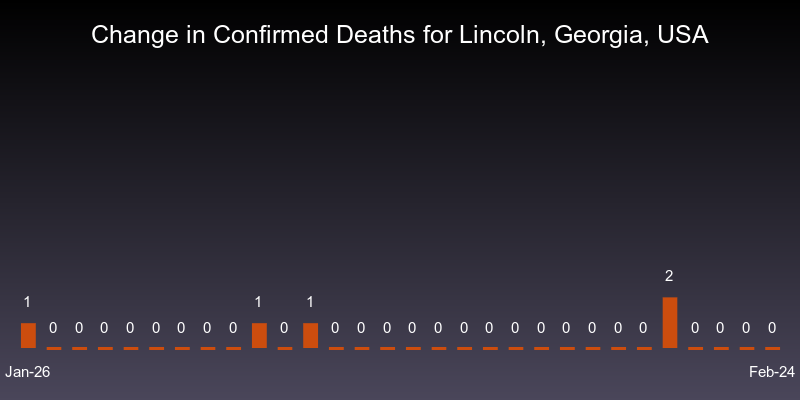 Change in Confirmed Deaths for Lincoln, Georgia, USA
2
1 0 0 0 0 0 0 0 0 1 0 1 0 0 0 0 0 0 0 0 0 0 0 0 0 0 0 0 0
Jan-26 Feb-24